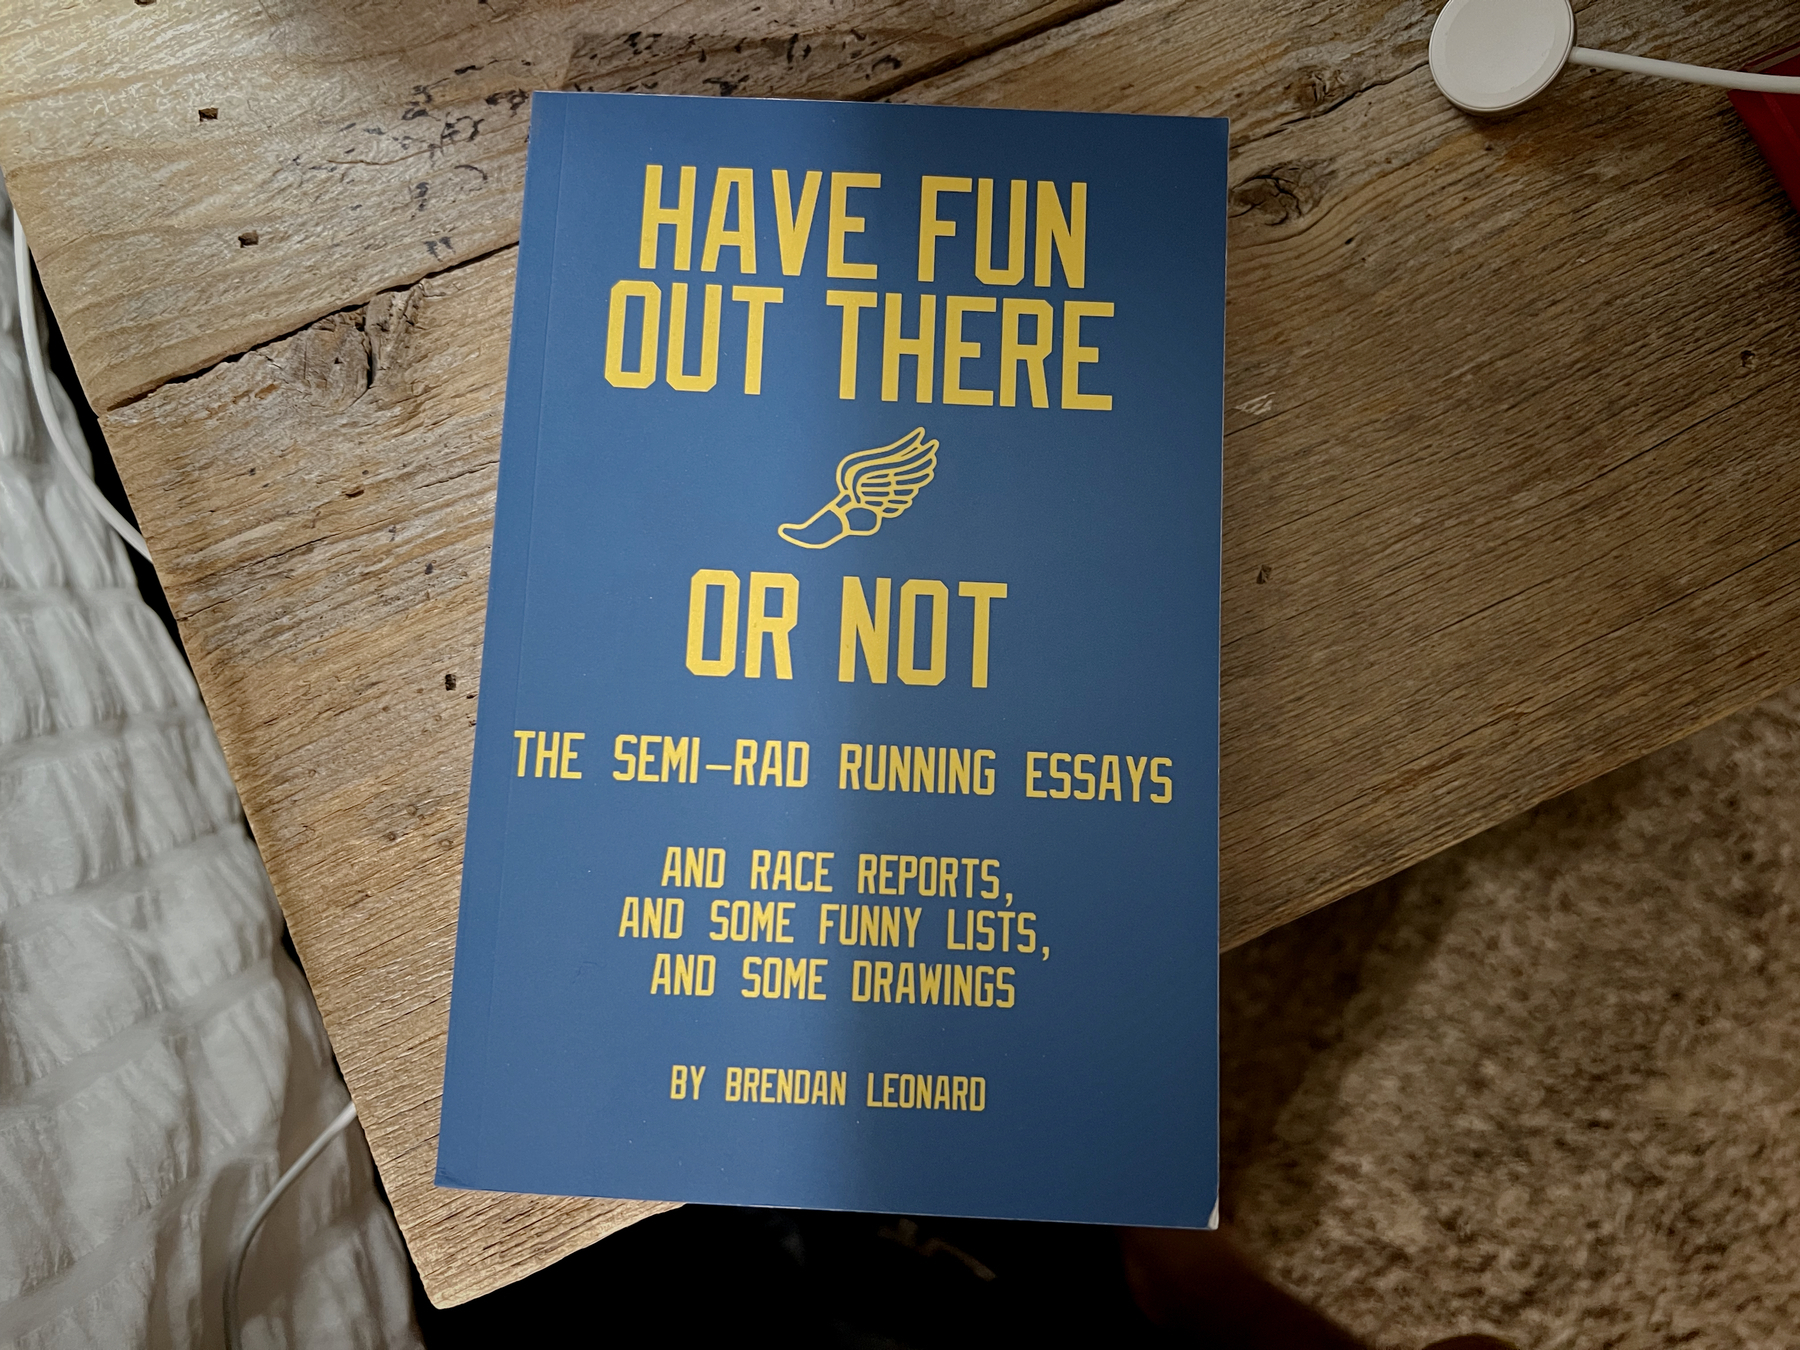 HAVE FUN
OUT THERE
OR NOT
THE SEMI-RAD RUNNING ESSAYS
AND RACE REPORTS,
AND SOME FUNNY LISTS,
AND SOME DRAWINGS
BY BRENDAN LEONARD